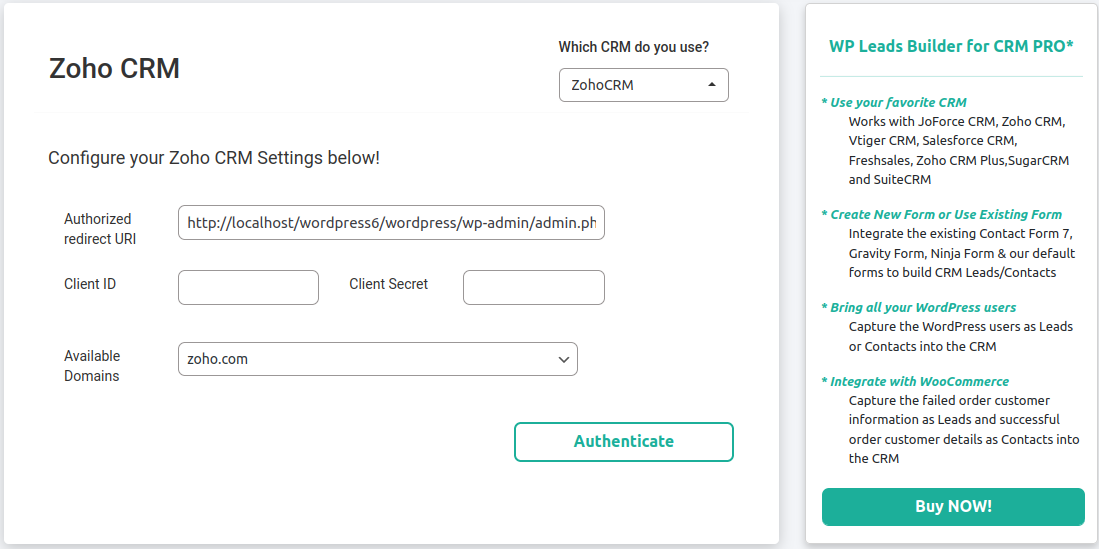 Zoho CRM
Which CRM do you use?
ZohoCRM
Configure your Zoho CRM Settings below!
Authorized
redirect URI
http://localhost/wordpress6/wordpress/wp-admin/admin.ph
Client ID
Client Secret
Available
Domains
zoho.com
Authenticate
WP Leads Builder for CRM PRO*
* Use your favorite CRM
Works with JoForce CRM, Zoho CRM,
Vtiger CRM, Salesforce CRM,
Freshsales, Zoho CRM Plus,SugarCRM
and SuiteCRM
* Create New Form or Use Existing Form
Integrate the existing Contact Form 7,
Gravity Form, Ninja Form & our default
forms to build CRM Leads/Contacts
* Bring all your WordPress users
Capture the WordPress users as Leads
or Contacts into the CRM
* Integrate with WooCommerce
Capture the failed order customer
information as Leads and successful
order customer details as Contacts into
the CRM
Buy NOW!